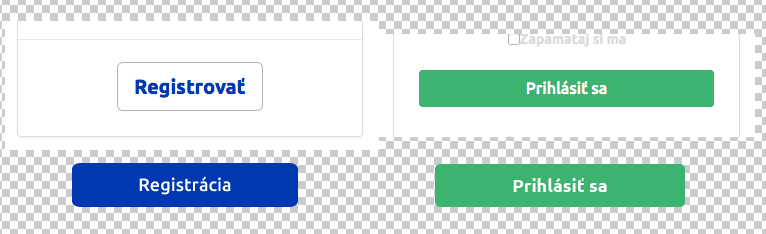 Zapamätaj si ma
Registrovať
Prihlásiť sa
Registrácia
Prihlásiť sa